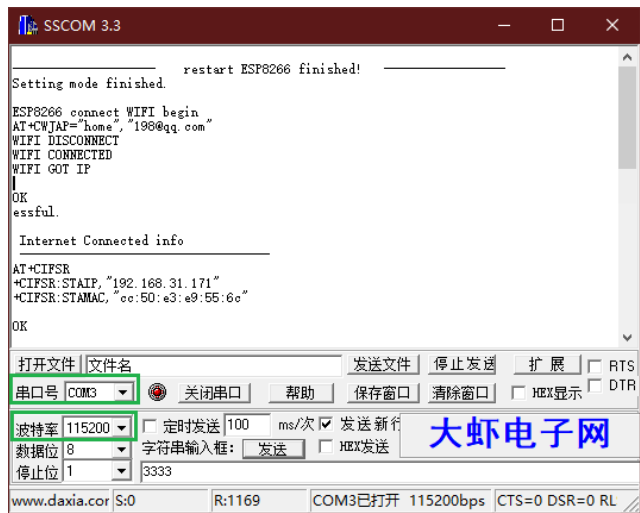 SSCOM 3.3
restart ESP8266 finished!
Setting mode finished.
ESP8266 connect WIFI begin
AT+CWJAP="home","198@qq.com"
WIFI DISCONNECT
WIFI CONNECTED
WIFI GOT IP
OK
essful.
Internet Connected info
AT+CIFSR
+CIFSR:STAIP,"192.168.31.171"
+CIFSR:STAMAC,"cc:50:e3:e9:55:6c"
OK
打开文件 文件名 发送文件 停止发送 扩展 RTS
串口号 COM3 关闭串口 帮助 保存窗口 清除窗口 HEX显示 DTR
波特率 115200 定时发送 100 ms/次 发送新行
大虾电子网
数据位 8 字符串输入框: 发送 HEX发送
停止位 1 3333
www.daxia.cor S:0 R:1169 COM3已打开 115200bps CTS=0 DSR=0 RL